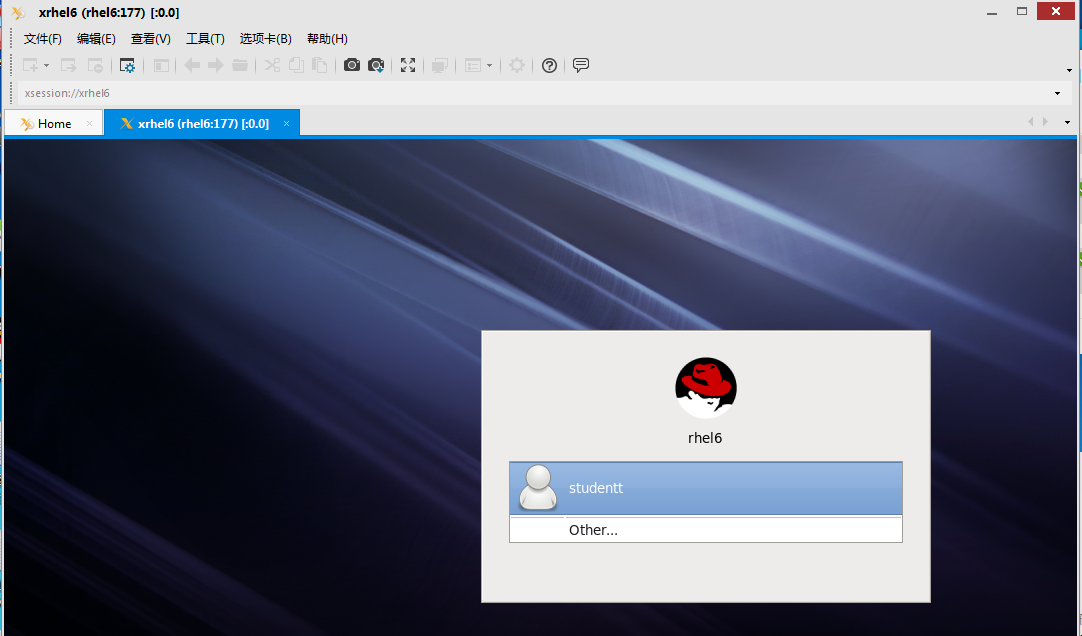 xrhel6 (rhel6:177) [:0.0]
文件(F) 编辑(E) 查看(V) 工具(T) 选项卡(B) 帮助(H)
xsession://xrhel6
Home × xrhel6 (rhel6:177) [:0.0] ×
rhel6
studentt
Other...